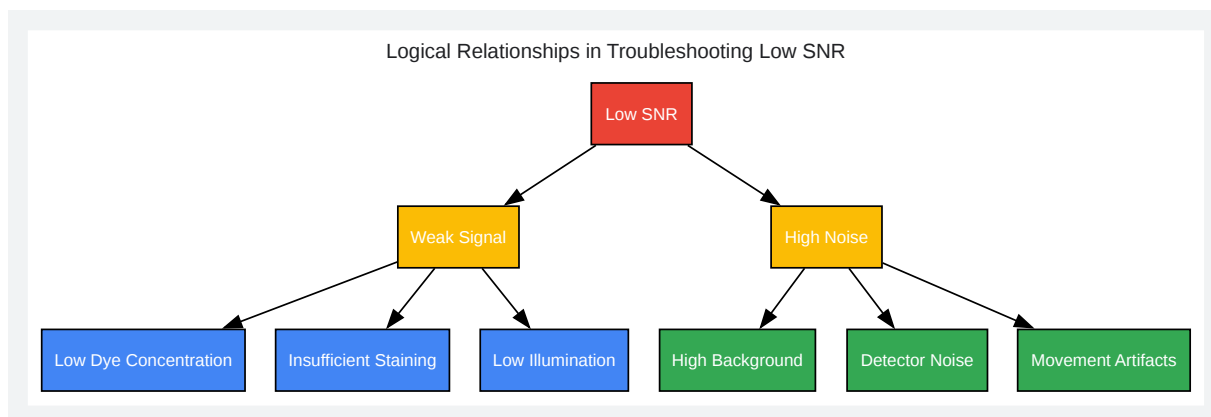 Logical Relationships in Troubleshooting Low SNR
Low SNR
Weak Signal
High Noise
Low Dye Concentration
Insufficient Staining
Low Illumination
High Background
Detector Noise
Movement Artifacts